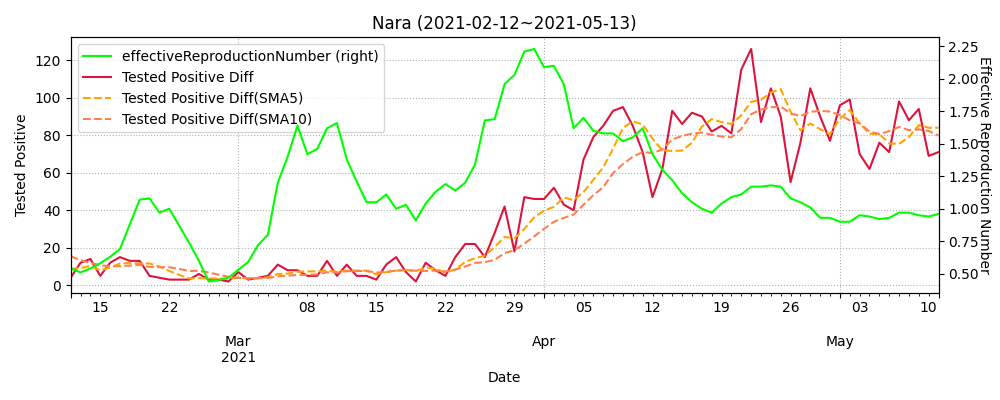 Nara (2021-02-12~2021-05-13)
effectiveReproductionNumber (right)
Tested Positive Diff
Tested Positive Diff(SMA5)
Tested Positive Diff(SMA10)
Tested Positive
120
100
80
60
40
20
0
2.25
2.00
1.75
1.50
1.25
1.00
0.75
0.50
Effective Reproduction Number
15 22 08 15 22 29 05 12 19 26 03 10
Mar Apr May
2021
Date